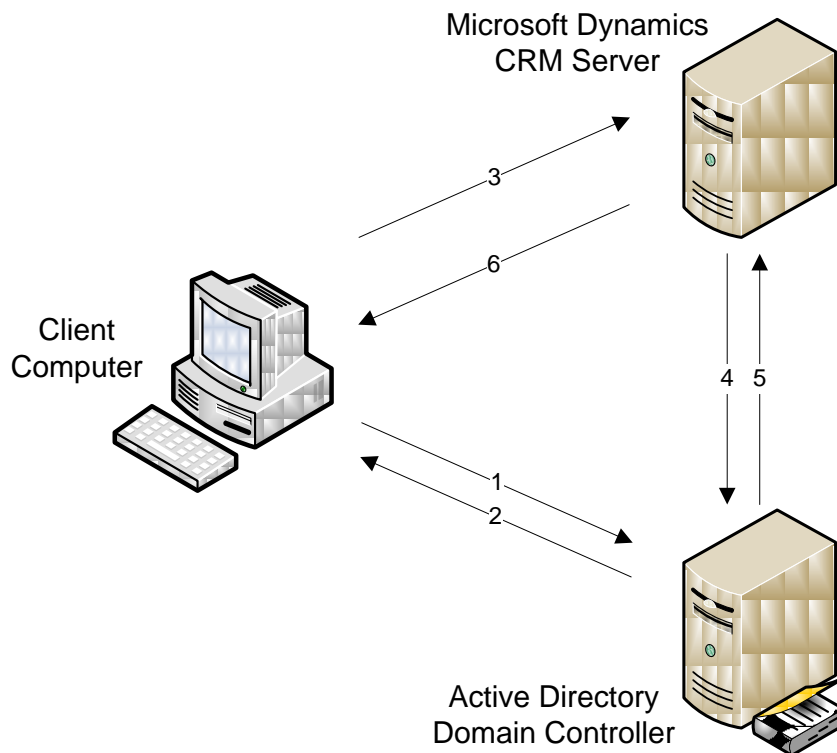 Microsoft Dynamics
CRM Server
3
6
Client
Computer
4
5
1
2
Active Directory
Domain Controller